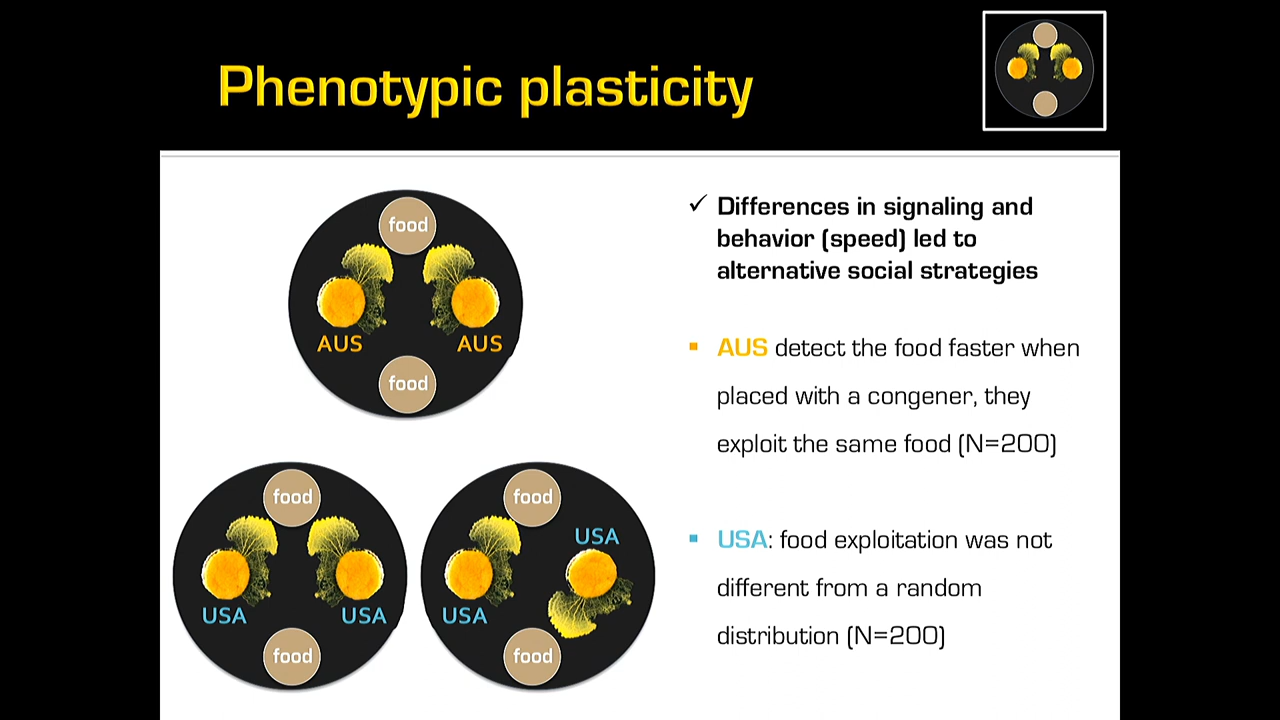 Phenotypic plasticity
food
AUS
AUS
food
food
USA
USA
food
food
USA
USA
food
✓ Differences in signaling and
behavior (speed) led to
alternative social strategies
▪ AUS detect the food faster when
placed with a congener, they
exploit the same food (N=200)
▪ USA: food exploitation was not
different from a random
distribution (N=200)